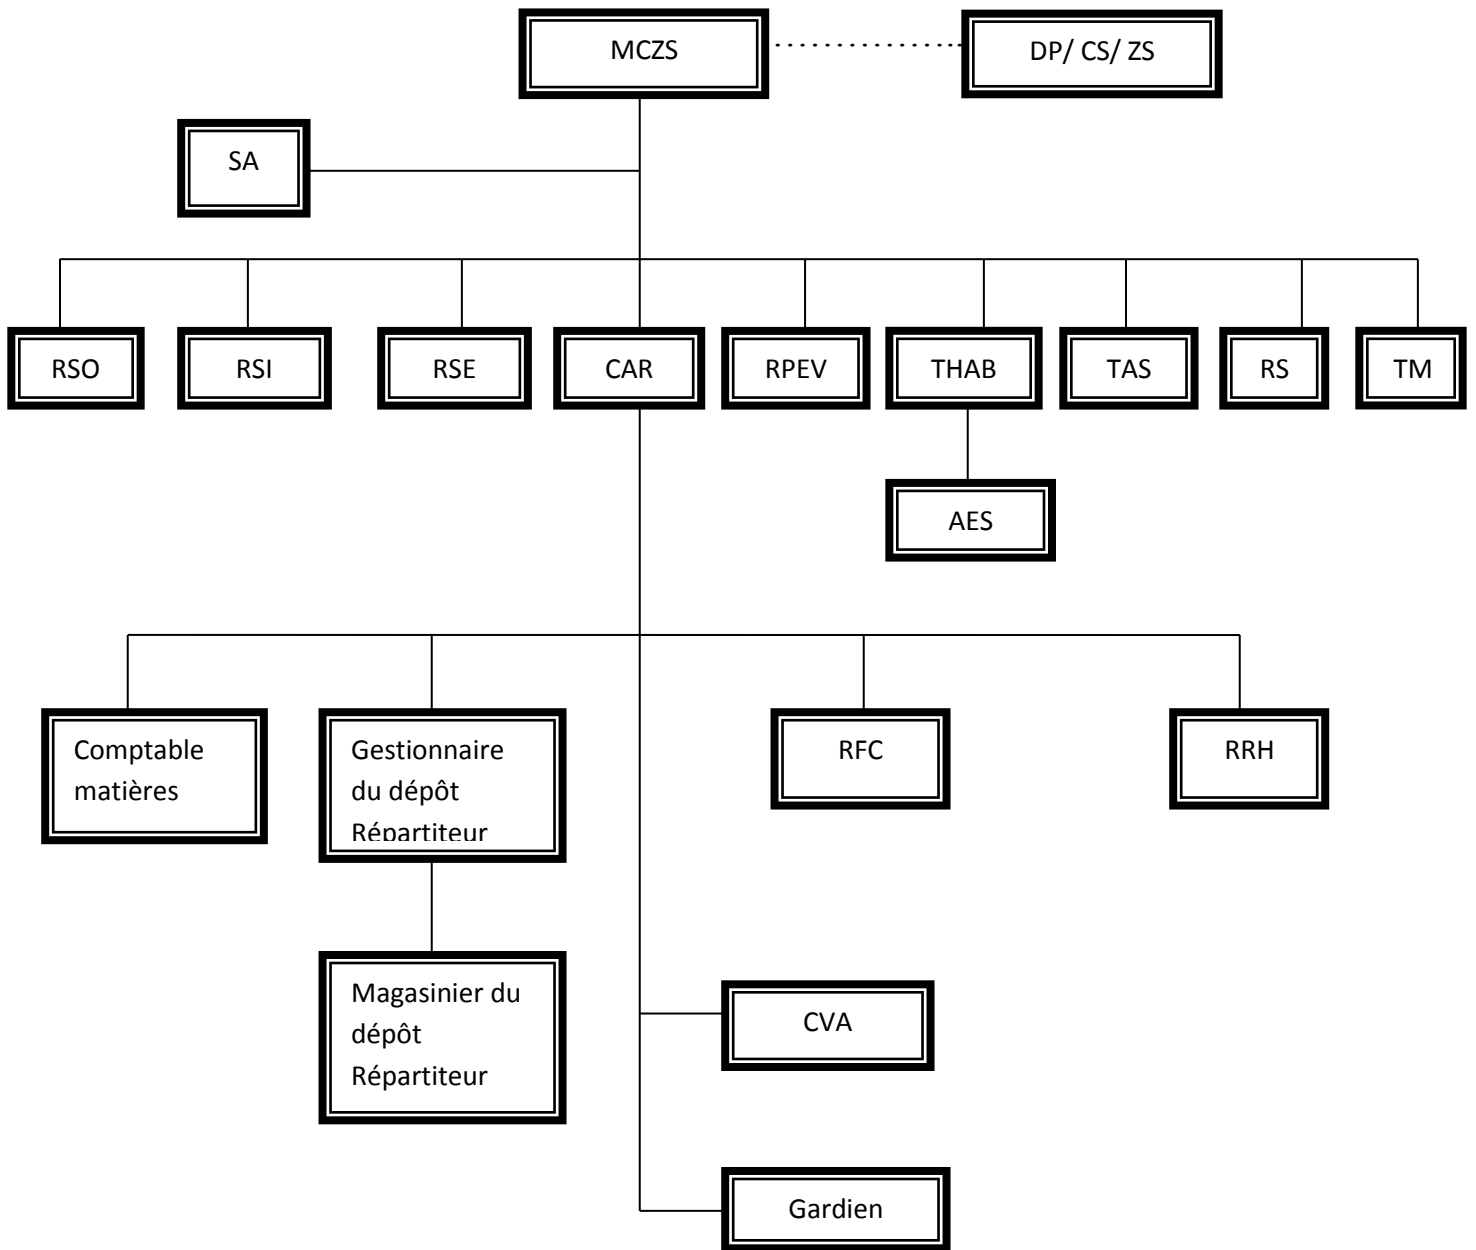 MCZS
DP/ CS/ ZS
SA
RSO
RSI
RSE
CAR
RPEV
THAB
TAS
RS
TM
AES
Comptable
matières
Gestionnaire
du dépôt
Répartiteur
RFC
RRH
Magasinier du
dépôt
Répartiteur
CVA
Gardien